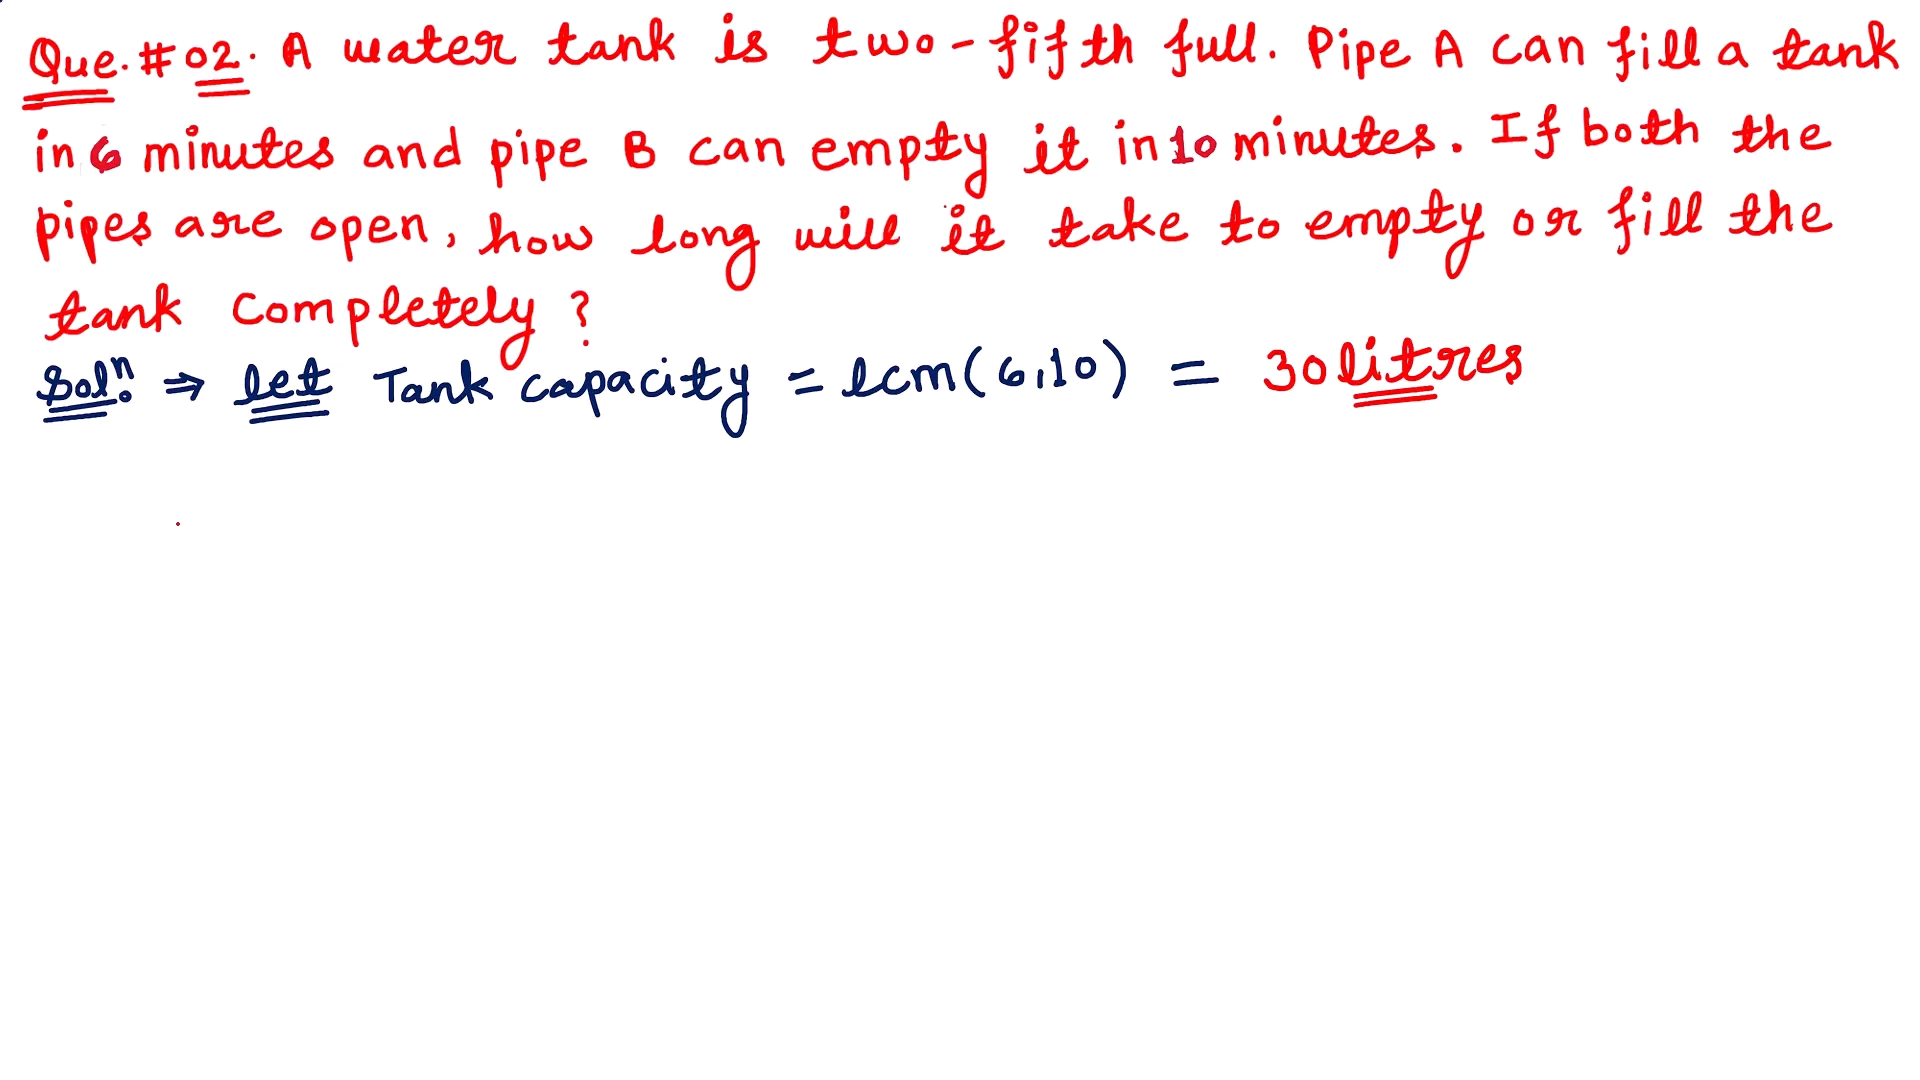 Que. #02. A water tank is two-fifth full. Pipe A can fill a tank
in 6 minutes and pipe B can empty it in 10 minutes. If both the
pipes are open, how long will it take to empty or fill the
tank completely?
Solⁿ. ⇒ let Tank capacity = lcm(6,10) = 30 litres